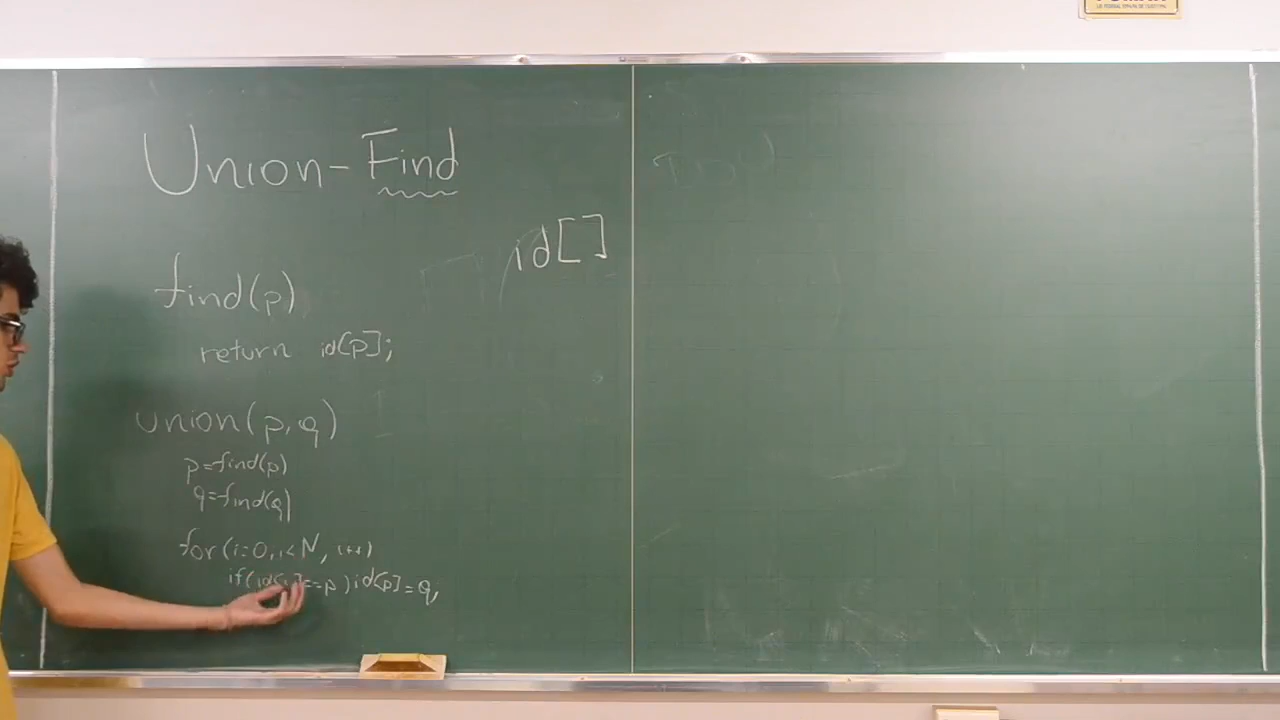 Union-Find
id[]
find(p)
return id[p];
union(p,q)
p=find(p)
q=find(q)
for(i=0,i<N, i++)
if(id[i]==p)id[p]=q,